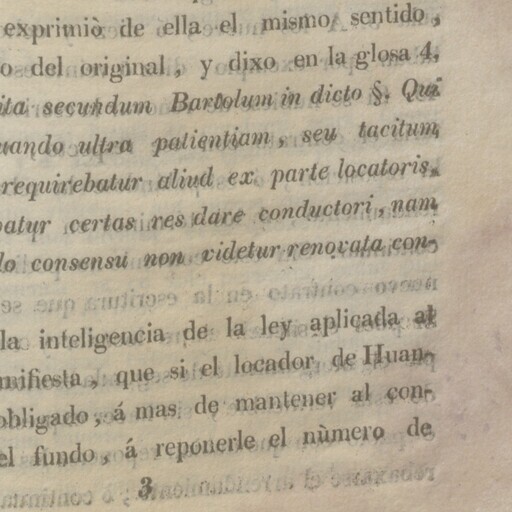 exprimiò de ella el mismo sentido,
o del original, y dixo en la glosa 4.
ita secundum Bartolum in dicto §. Qui
uando ultra patientiam, seu tacitum
requirebatur aliud ex parte locatoris,
batur certas res dare conductori, nam
do consensu non videtur renovata con-
la inteligencia de la ley aplicada al
nifiesta, que si el locador de Huan-
obligado, á mas de mantener al con-
el fundo, á reponerle el nùmero de
3